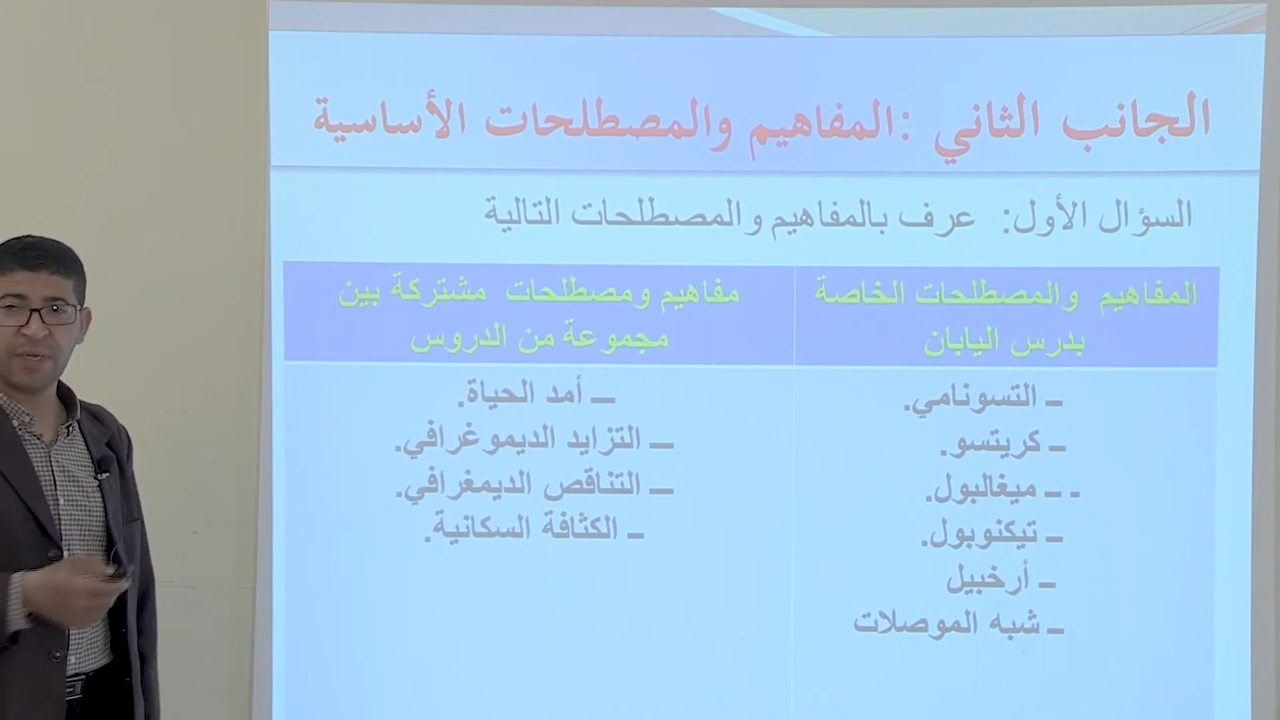 الجانب الثاني :المفاهيم والمصطلحات الأساسية
السؤال الأول: عرف بالمفاهيم والمصطلحات التالية
المفاهيم والمصطلحات الخاصة
بدرس اليابان
ـ التسونامي.
ـ كريتسو.
- ـ ميغالبول.
ـ تيكنوبول.
ـ أرخبيل
ـ شبه الموصلات
مفاهيم ومصطلحات مشتركة بين
مجموعة من الدروس
ـ أمد الحياة.
ـ التزايد الديموغرافي.
ـ التناقص الديمغرافي.
ـ الكثافة السكانية.